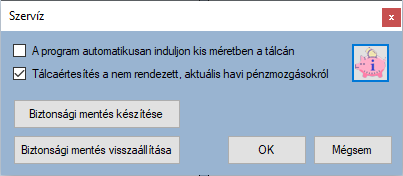 Szervíz
A program automatikusan induljon kis méretben a tálcán
Tálcaértesítés a nem rendezett, aktuális havi pénzmozgásokról
Biztonsági mentés készítése
Biztonsági mentés visszaállítása
OK
Mégsem